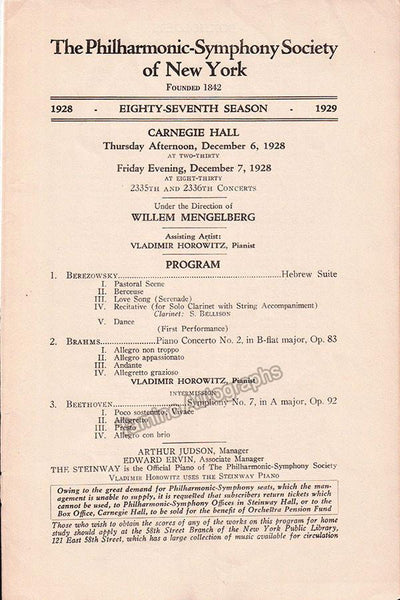 The Philharmonic-Symphony Society
of New York
FOUNDED 1842
1928 - EIGHTY-SEVENTH SEASON - 1929
CARNEGIE HALL
Thursday Afternoon, December 6, 1928
AT TWO-THIRTY
Friday Evening, December 7, 1928
AT EIGHT-THIRTY
2335TH AND 2336TH CONCERTS
Under the Direction of
WILLEM MENGELBERG
Assisting Artist:
VLADIMIR HOROWITZ, Pianist
PROGRAM
1. BEREZOWSKY...Hebrew Suite
I. Pastoral Scene
II. Berceuse
III. Love Song (Serenade)
IV. Recitative (for Solo Clarinet with String Accompaniment)
Clarinet: S. BELLISON
V. Dance
(First Performance)
2. BRAHMS...Piano Concerto No. 2, in B-flat major, Op. 83
I. Allegro non troppo
II. Allegro appassionato
III. Andante
IV. Allegretto grazioso
VLADIMIR HOROWITZ, Pianist
INTERMISSION
3. BEETHOVEN...Symphony No. 7, in A major, Op. 92
I. Poco sostenuto, Vivace
II. Allegretto
III. Presto
IV. Allegro con brio
ARTHUR JUDSON, Manager
EDWARD ERVIN, Associate Manager
THE STEINWAY is the Official Piano of The Philharmonic-Symphony Society
VLADIMIR HOROWITZ USES THE STEINWAY PIANO
Owing to the great demand for Philharmonic-Symphony seats, which the man-
agement is unable to supply, it is requested that subscribers return tickets which
cannot be used, to Philharmonic-Symphony Offices in Steinway Hall, or to the
Box Office, Carnegie Hall, to be sold for the benefit of Orchestra Pension Fund
Those who wish to obtain the scores of any of the works on this program for home
study should apply at the 58th Street Branch of the New York Public Library,
121 East 58th Street, which has a large collection of music available for circulation